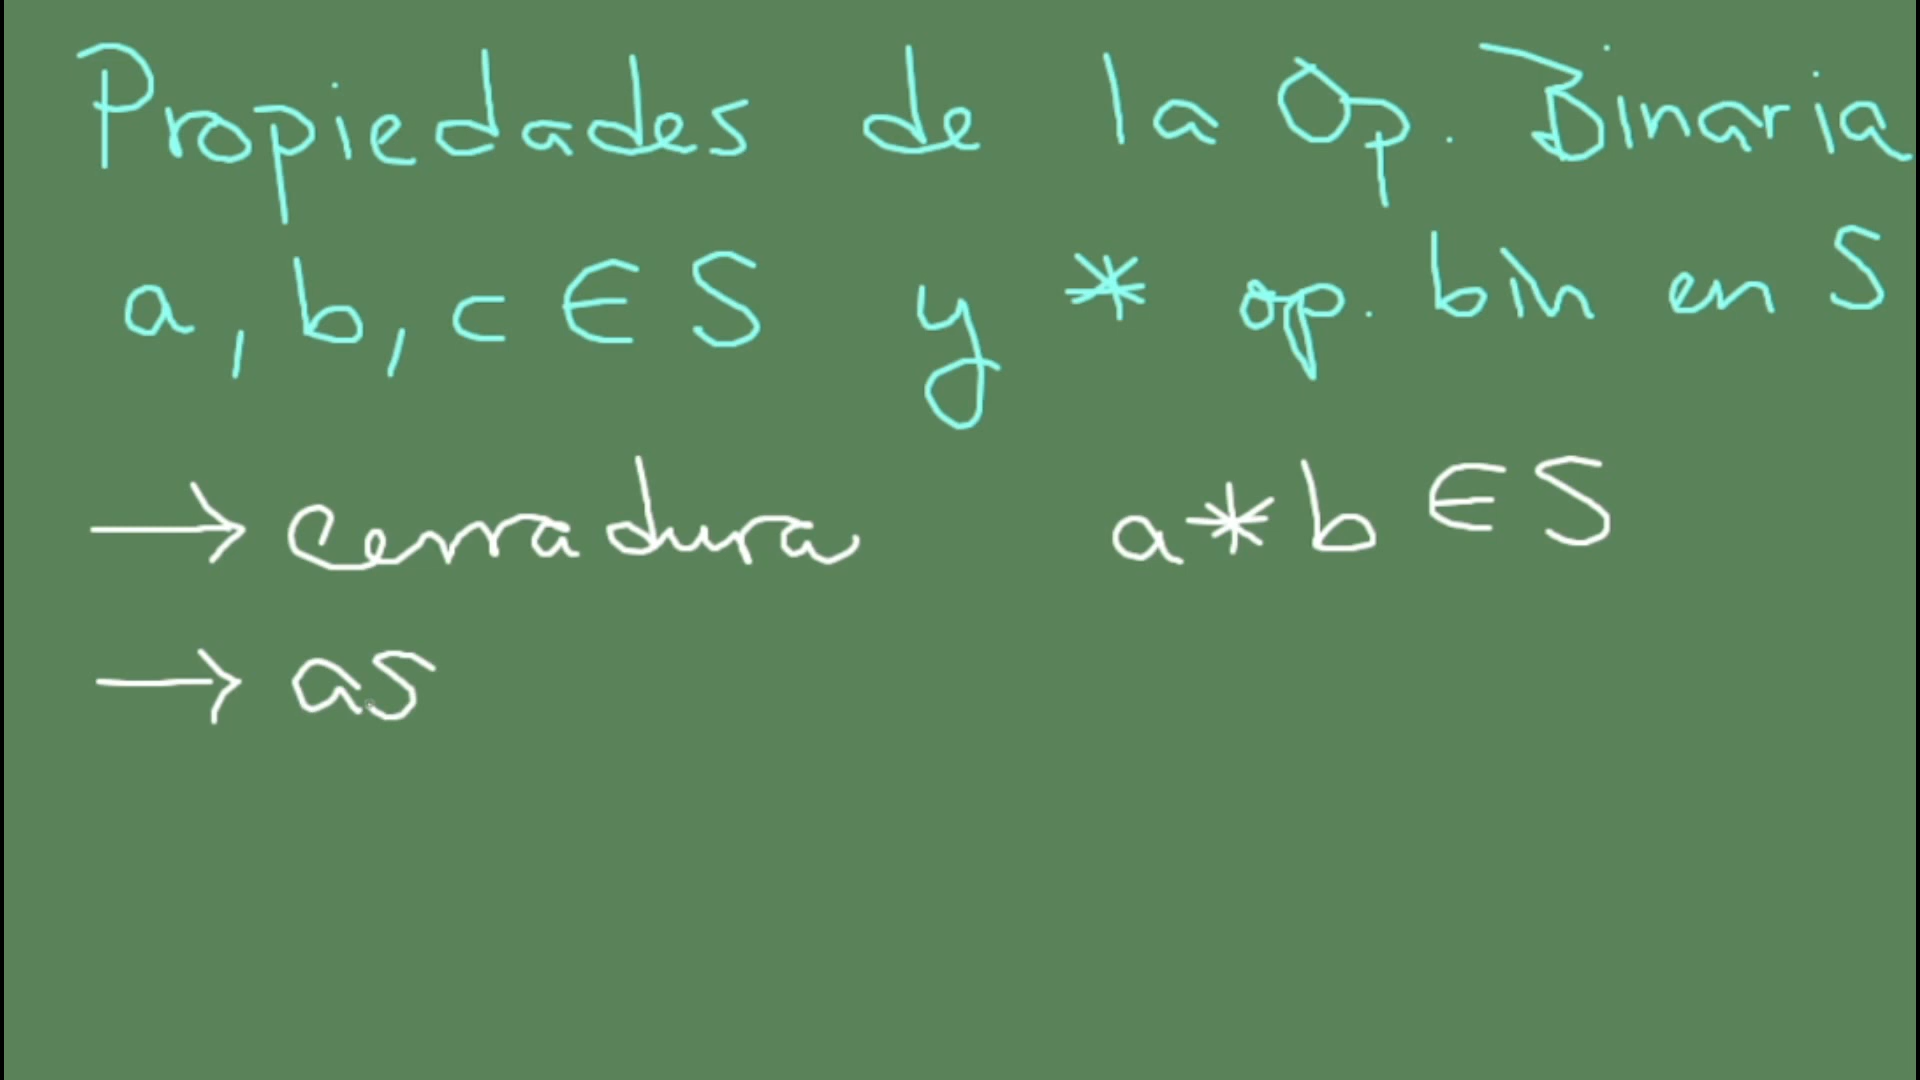 Propiedades de la Op. Binaria
a, b, c ∈ S y * op. bin en S
→ cerradura a * b ∈ S
→ as